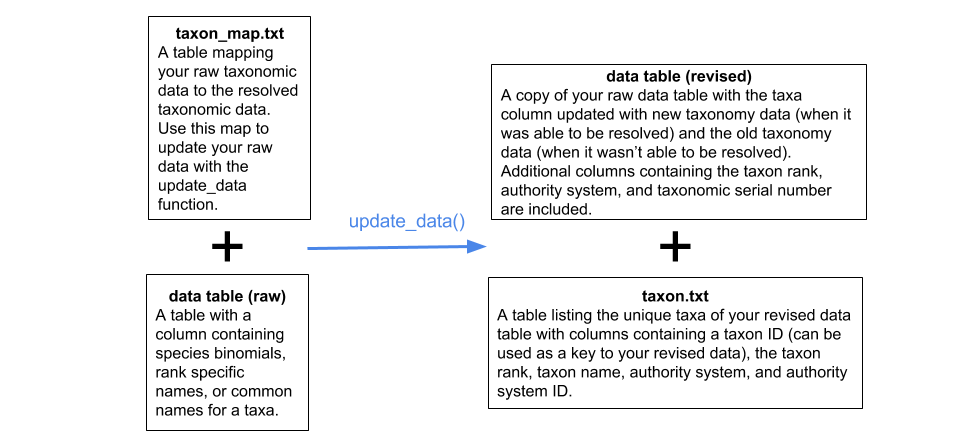 taxon_map.txt
A table mapping
your raw taxonomic
data to the resolved
taxonomic data.
Use this map to
update your raw
data with the
update_data
function.
+
data table (raw)
A table with a
column containing
species binomials,
rank specific
names, or common
names for a taxa.
update_data()
data table (revised)
A copy of your raw data table with the taxa
column updated with new taxonomy data (when it
was able to be resolved) and the old taxonomy
data (when it wasn't able to be resolved).
Additional columns containing the taxon rank,
authority system, and taxonomic serial number
are included.
+
taxon.txt
A table listing the unique taxa of your revised data
table with columns containing a taxon ID (can be
used as a key to your revised data), the taxon
rank, taxon name, authority system, and authority
system ID.